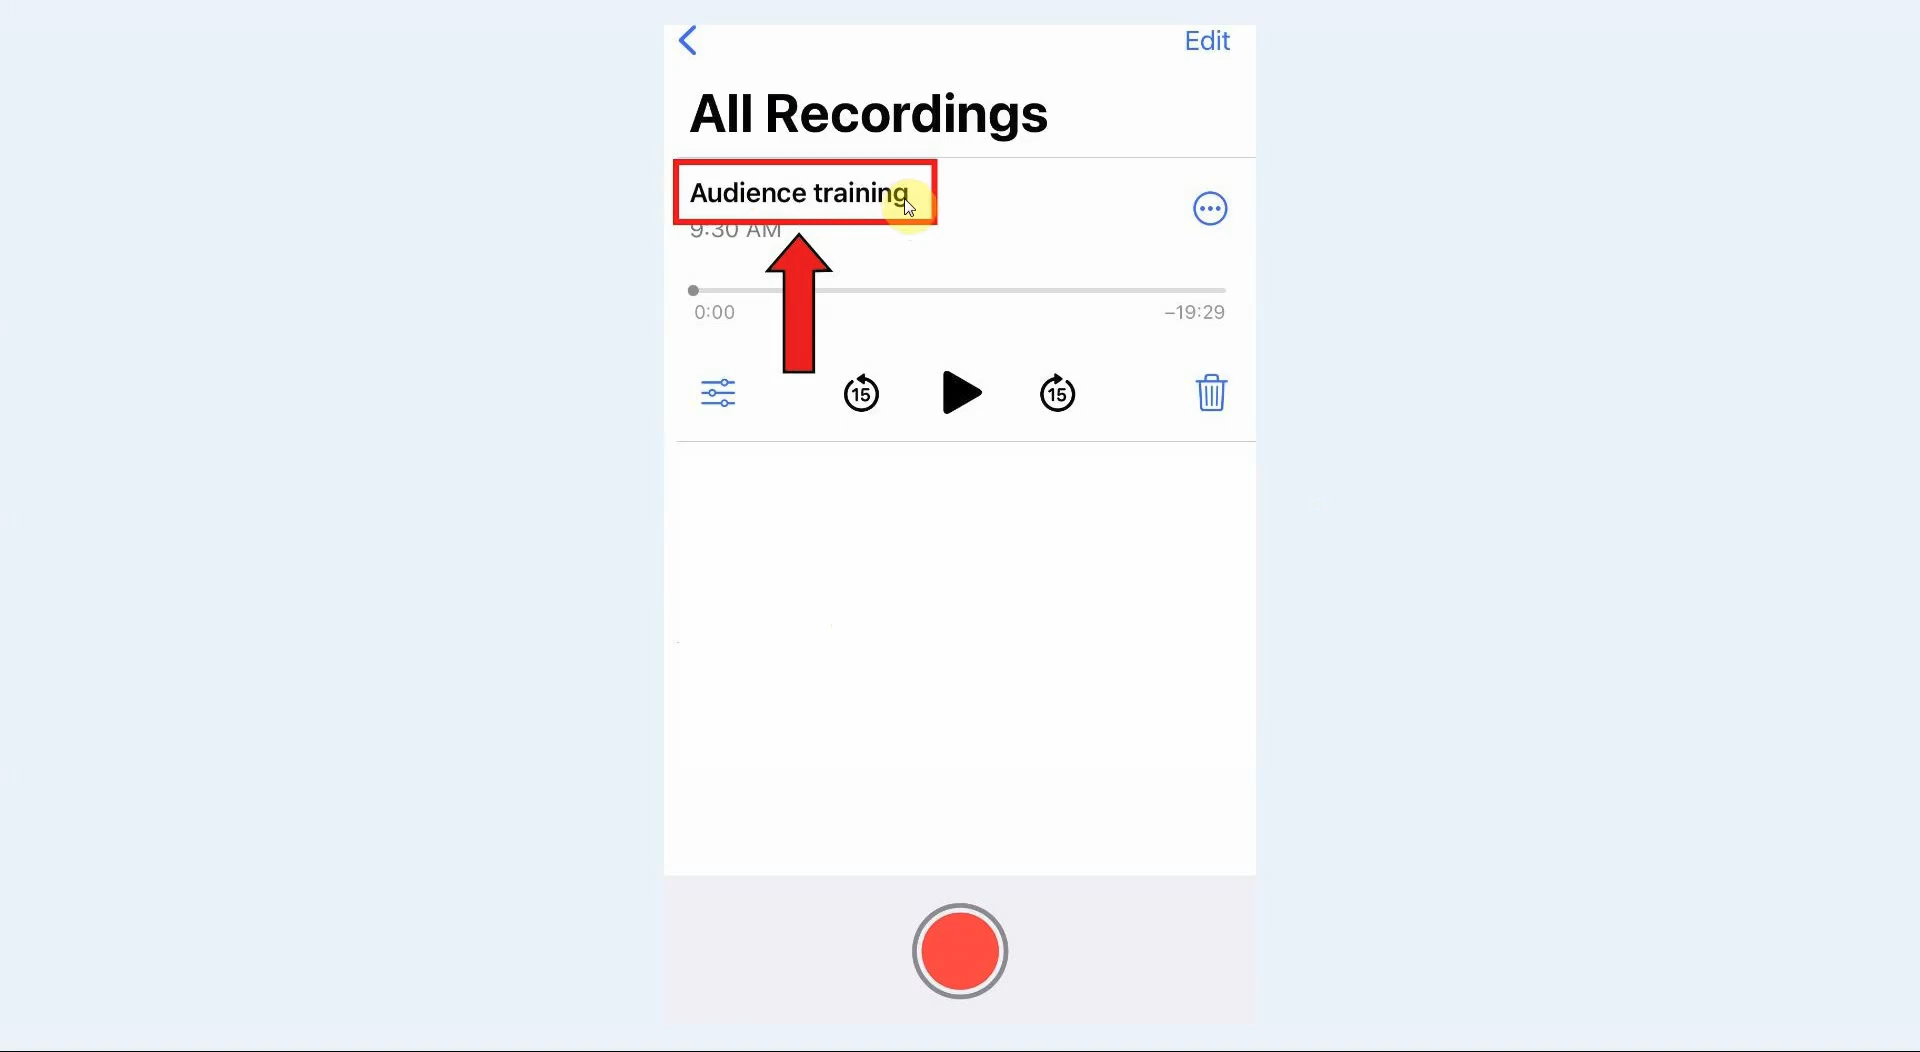 Edit
All Recordings
Audience training
9:30 AM
0:00
−19:29
15
15